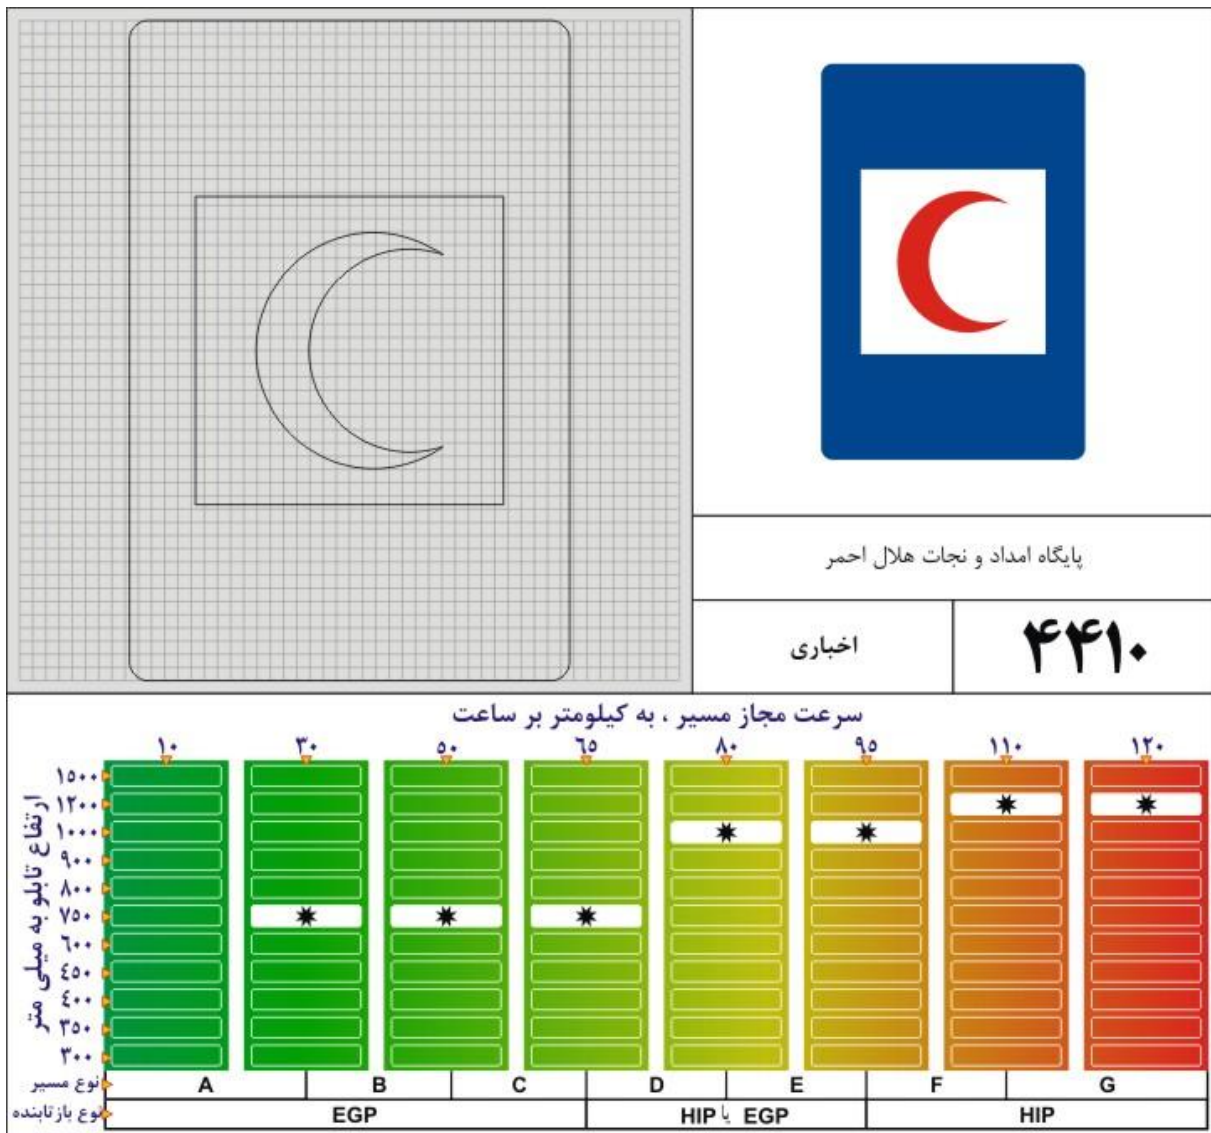 پایگاه امداد و نجات هلال احمر
۴۴۱۰
اخباری
سرعت مجاز مسیر ، به کیلومتر بر ساعت
۱۰ ۳۰ ۵۰ ۶۵ ۸۰ ۹۵ ۱۱۰ ۱۲۰
ارتفاع تابلو به میلی متر
۱۵۰۰
۱۲۰۰
۱۰۰۰
۹۰۰
۸۰۰
۷۵۰
۶۰۰
۴۵۰
۴۰۰
۳۵۰
۳۰۰
نوع مسیر A B C D E F G
نوع بازتابنده EGP HIP یا EGP HIP